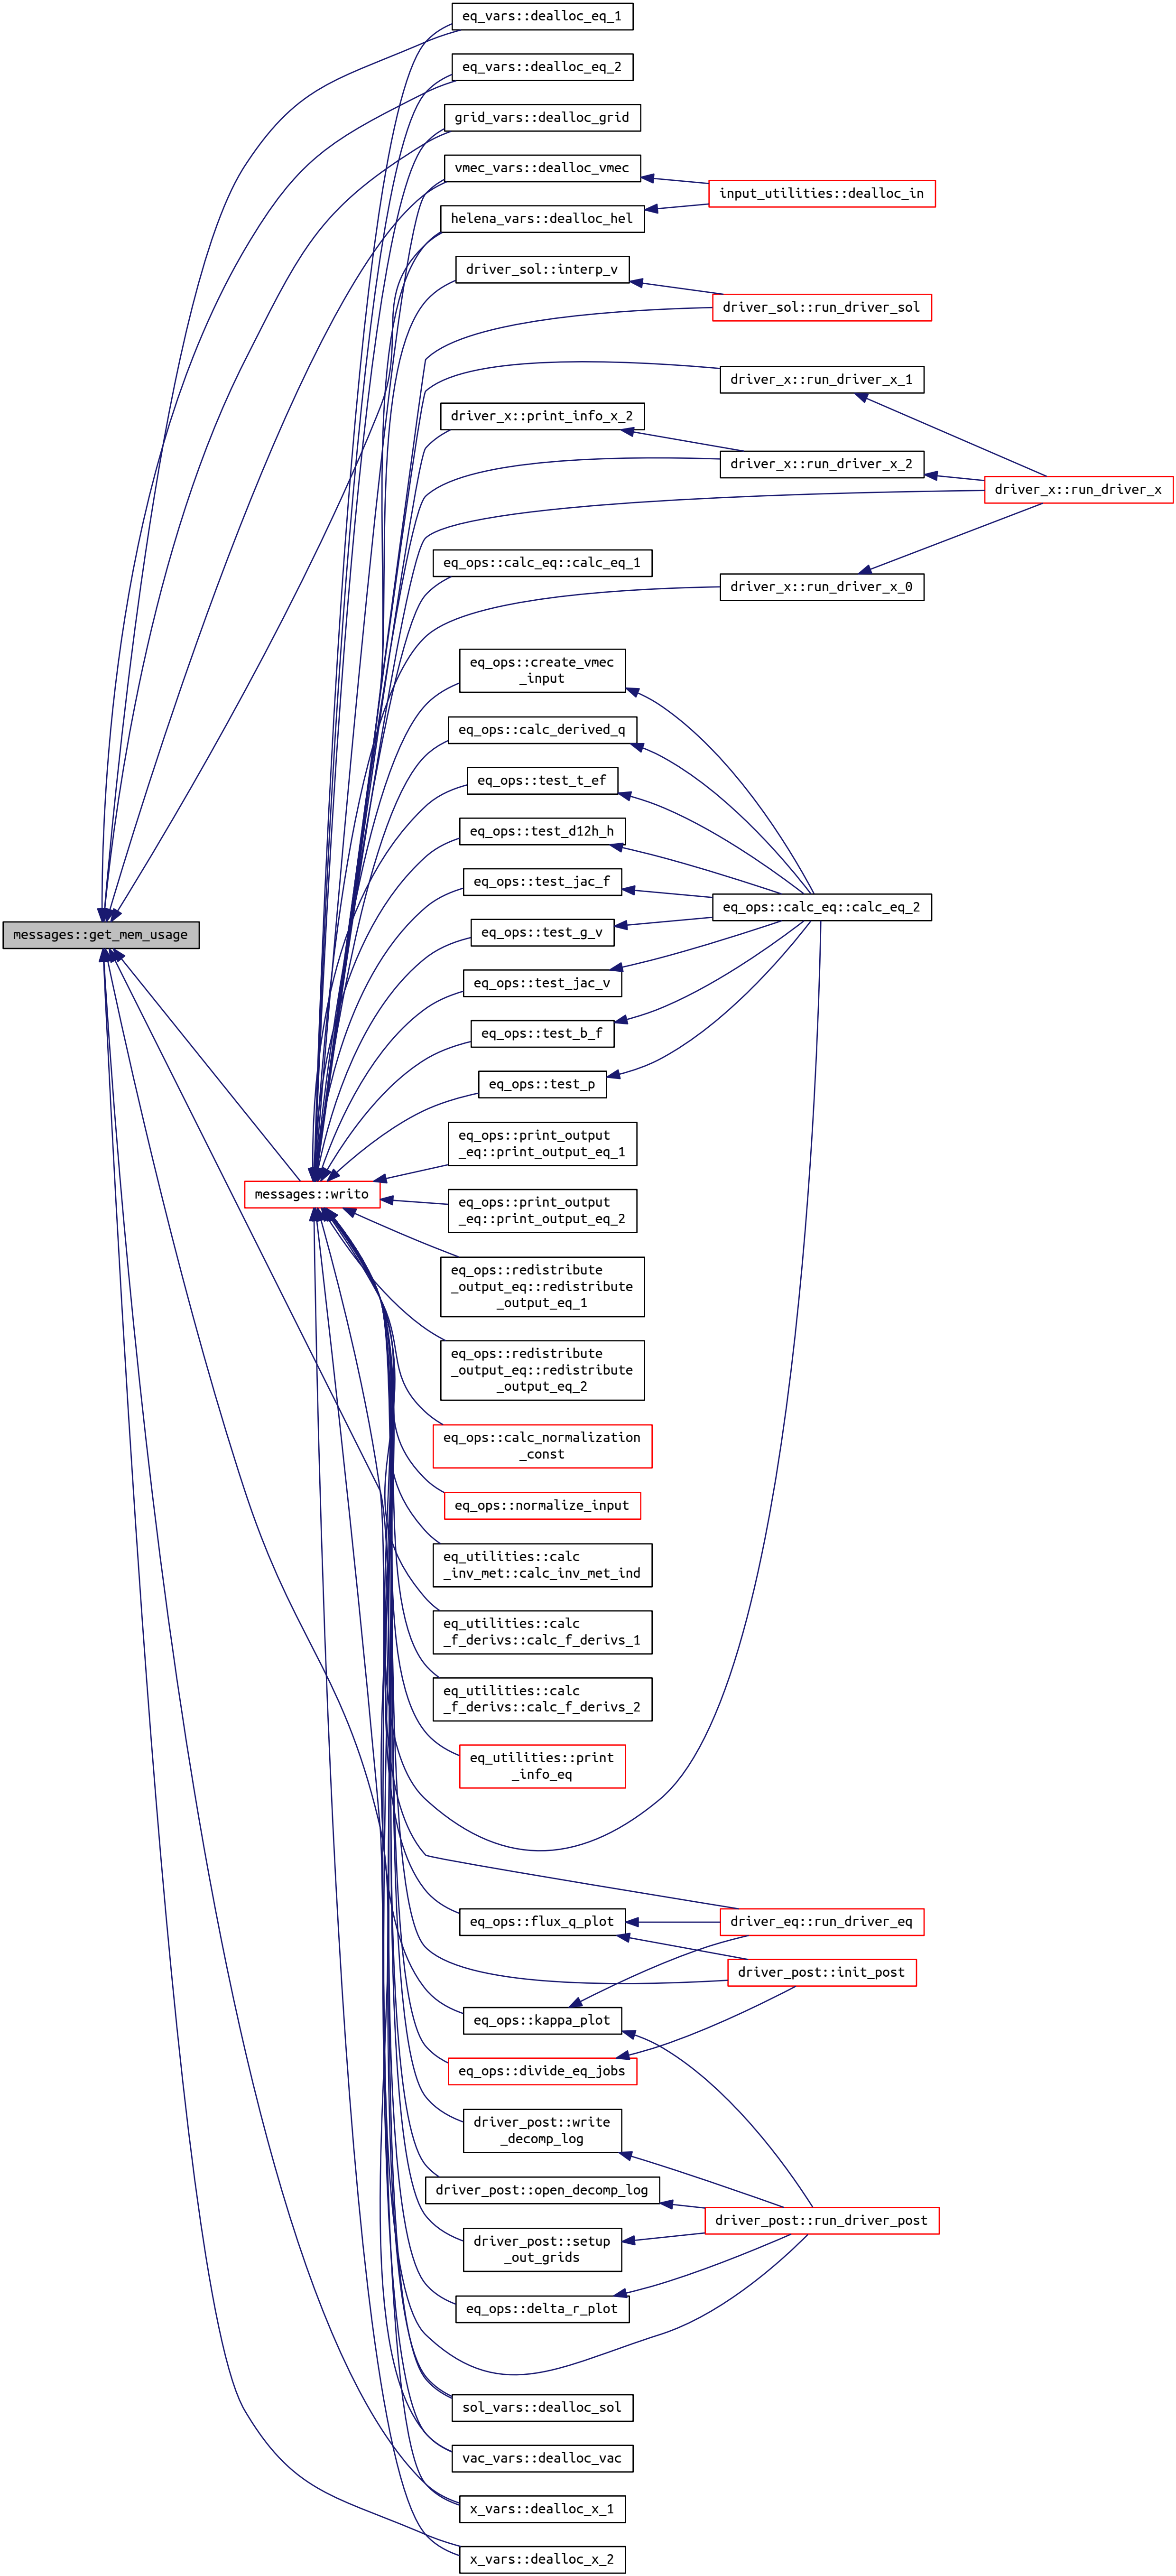 eq_vars::dealloc_eq_1
eq_vars::dealloc_eq_2
grid_vars::dealloc_grid
vmec_vars::dealloc_vmec
input_utilities::dealloc_in
helena_vars::dealloc_hel
driver_sol::interp_v
driver_sol::run_driver_sol
driver_x::run_driver_x_1
driver_x::print_info_x_2
driver_x::run_driver_x_2
driver_x::run_driver_x
eq_ops::calc_eq::calc_eq_1
driver_x::run_driver_x_0
eq_ops::create_vmec
_input
eq_ops::calc_derived_q
eq_ops::test_t_ef
eq_ops::test_d12h_h
eq_ops::test_jac_f
eq_ops::calc_eq::calc_eq_2
eq_ops::test_g_v
messages::get_mem_usage
eq_ops::test_jac_v
eq_ops::test_b_f
eq_ops::test_p
eq_ops::print_output
_eq::print_output_eq_1
messages::writo
eq_ops::print_output
_eq::print_output_eq_2
eq_ops::redistribute
_output_eq::redistribute
_output_eq_1
eq_ops::redistribute
_output_eq::redistribute
_output_eq_2
eq_ops::calc_normalization
_const
eq_ops::normalize_input
eq_utilities::calc
_inv_met::calc_inv_met_ind
eq_utilities::calc
_f_derivs::calc_f_derivs_1
eq_utilities::calc
_f_derivs::calc_f_derivs_2
eq_utilities::print
_info_eq
eq_ops::flux_q_plot
driver_eq::run_driver_eq
driver_post::init_post
eq_ops::kappa_plot
eq_ops::divide_eq_jobs
driver_post::write
_decomp_log
driver_post::open_decomp_log
driver_post::run_driver_post
driver_post::setup
_out_grids
eq_ops::delta_r_plot
sol_vars::dealloc_sol
vac_vars::dealloc_vac
x_vars::dealloc_x_1
x_vars::dealloc_x_2